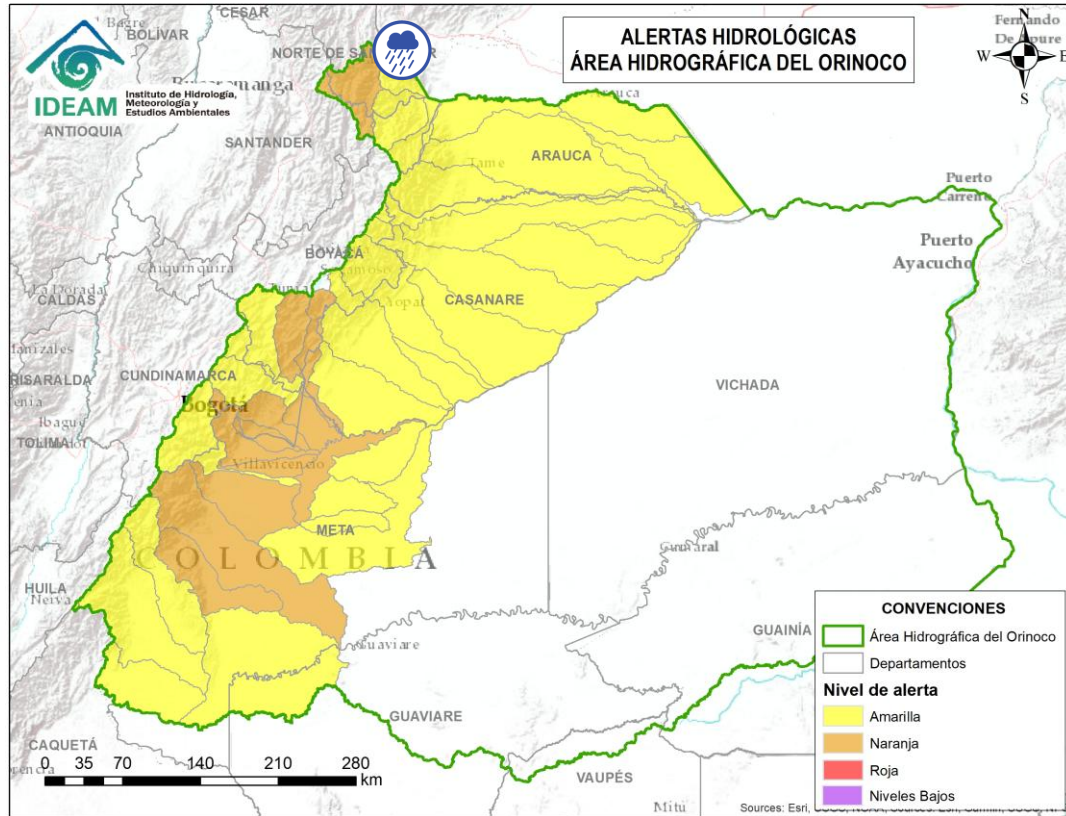 ALERTAS HIDROLÓGICAS
ÁREA HIDROGRÁFICA DEL ORINOCO
IDEAM
Instituto de Hidrología,
Meteorología y
Estudios Ambientales
N
W
E
S
CESAR
BOLÍVAR
NORTE DE
ANTIOQUIA
SANTANDER
ARAUCA
Tame
Puerto
Carreño
Puerto
Ayacucho
BOYACÁ
Chiquinquira
La Dorada
CALDAS
Yopal
CASANARE
VICHADA
CUNDINAMARCA
Bogotá
Ibagué
TOLIMA
Villavicencio
META
COLOMBIA
HUILA
Neiva
GUAINÍA
GUAVIARE
CAQUETÁ
VAUPÉS
Mitú
0 35 70 140 210 280
km
CONVENCIONES
Área Hidrográfica del Orinoco
Departamentos
Nivel de alerta
Amarilla
Naranja
Roja
Niveles Bajos
Sources: Esri,